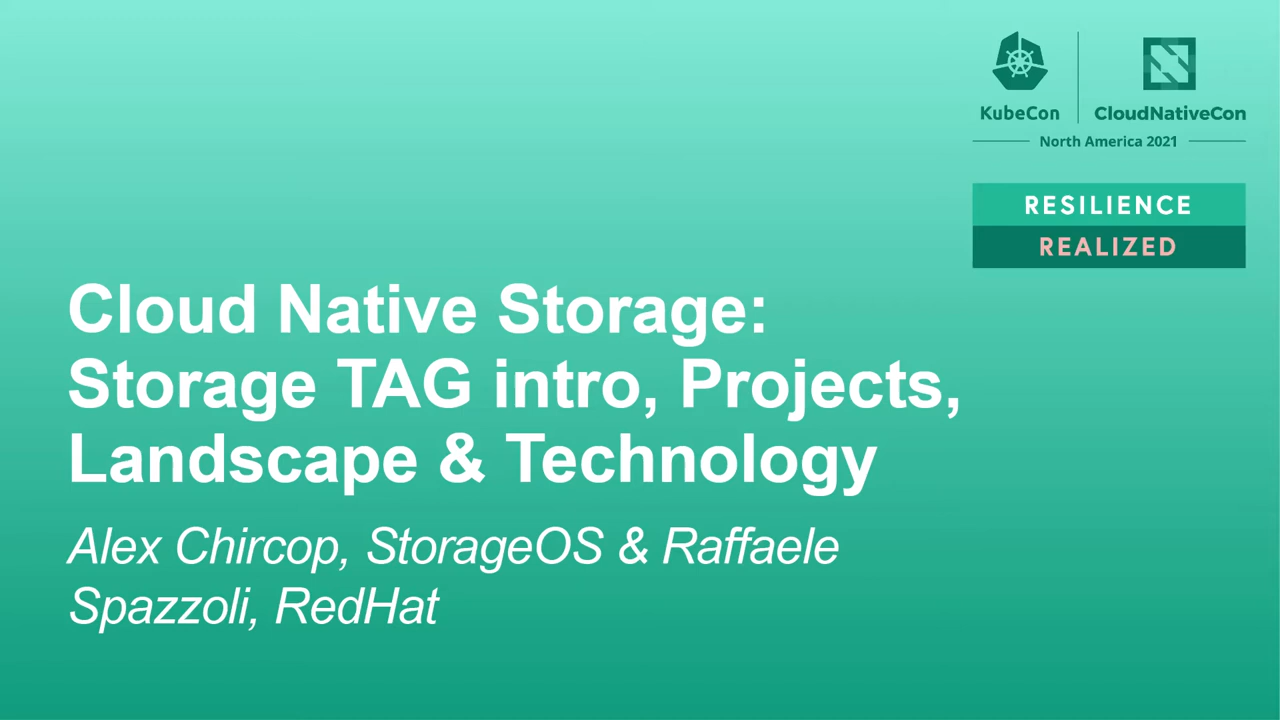 KubeCon
CloudNativeCon
North America 2021
RESILIENCE
REALIZED
Cloud Native Storage:
Storage TAG intro, Projects,
Landscape & Technology
Alex Chircop, StorageOS & Raffaele
Spazzoli, RedHat